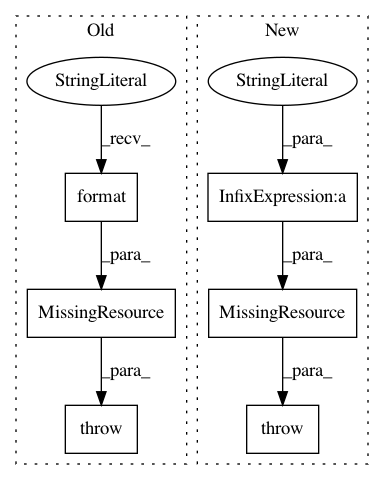 Old
StringLiteral
_recv_
format
_para_
MissingResource
_para_
throw
New
StringLiteral
_para_
InfixExpression:a
_para_
MissingResource
_para_
throw